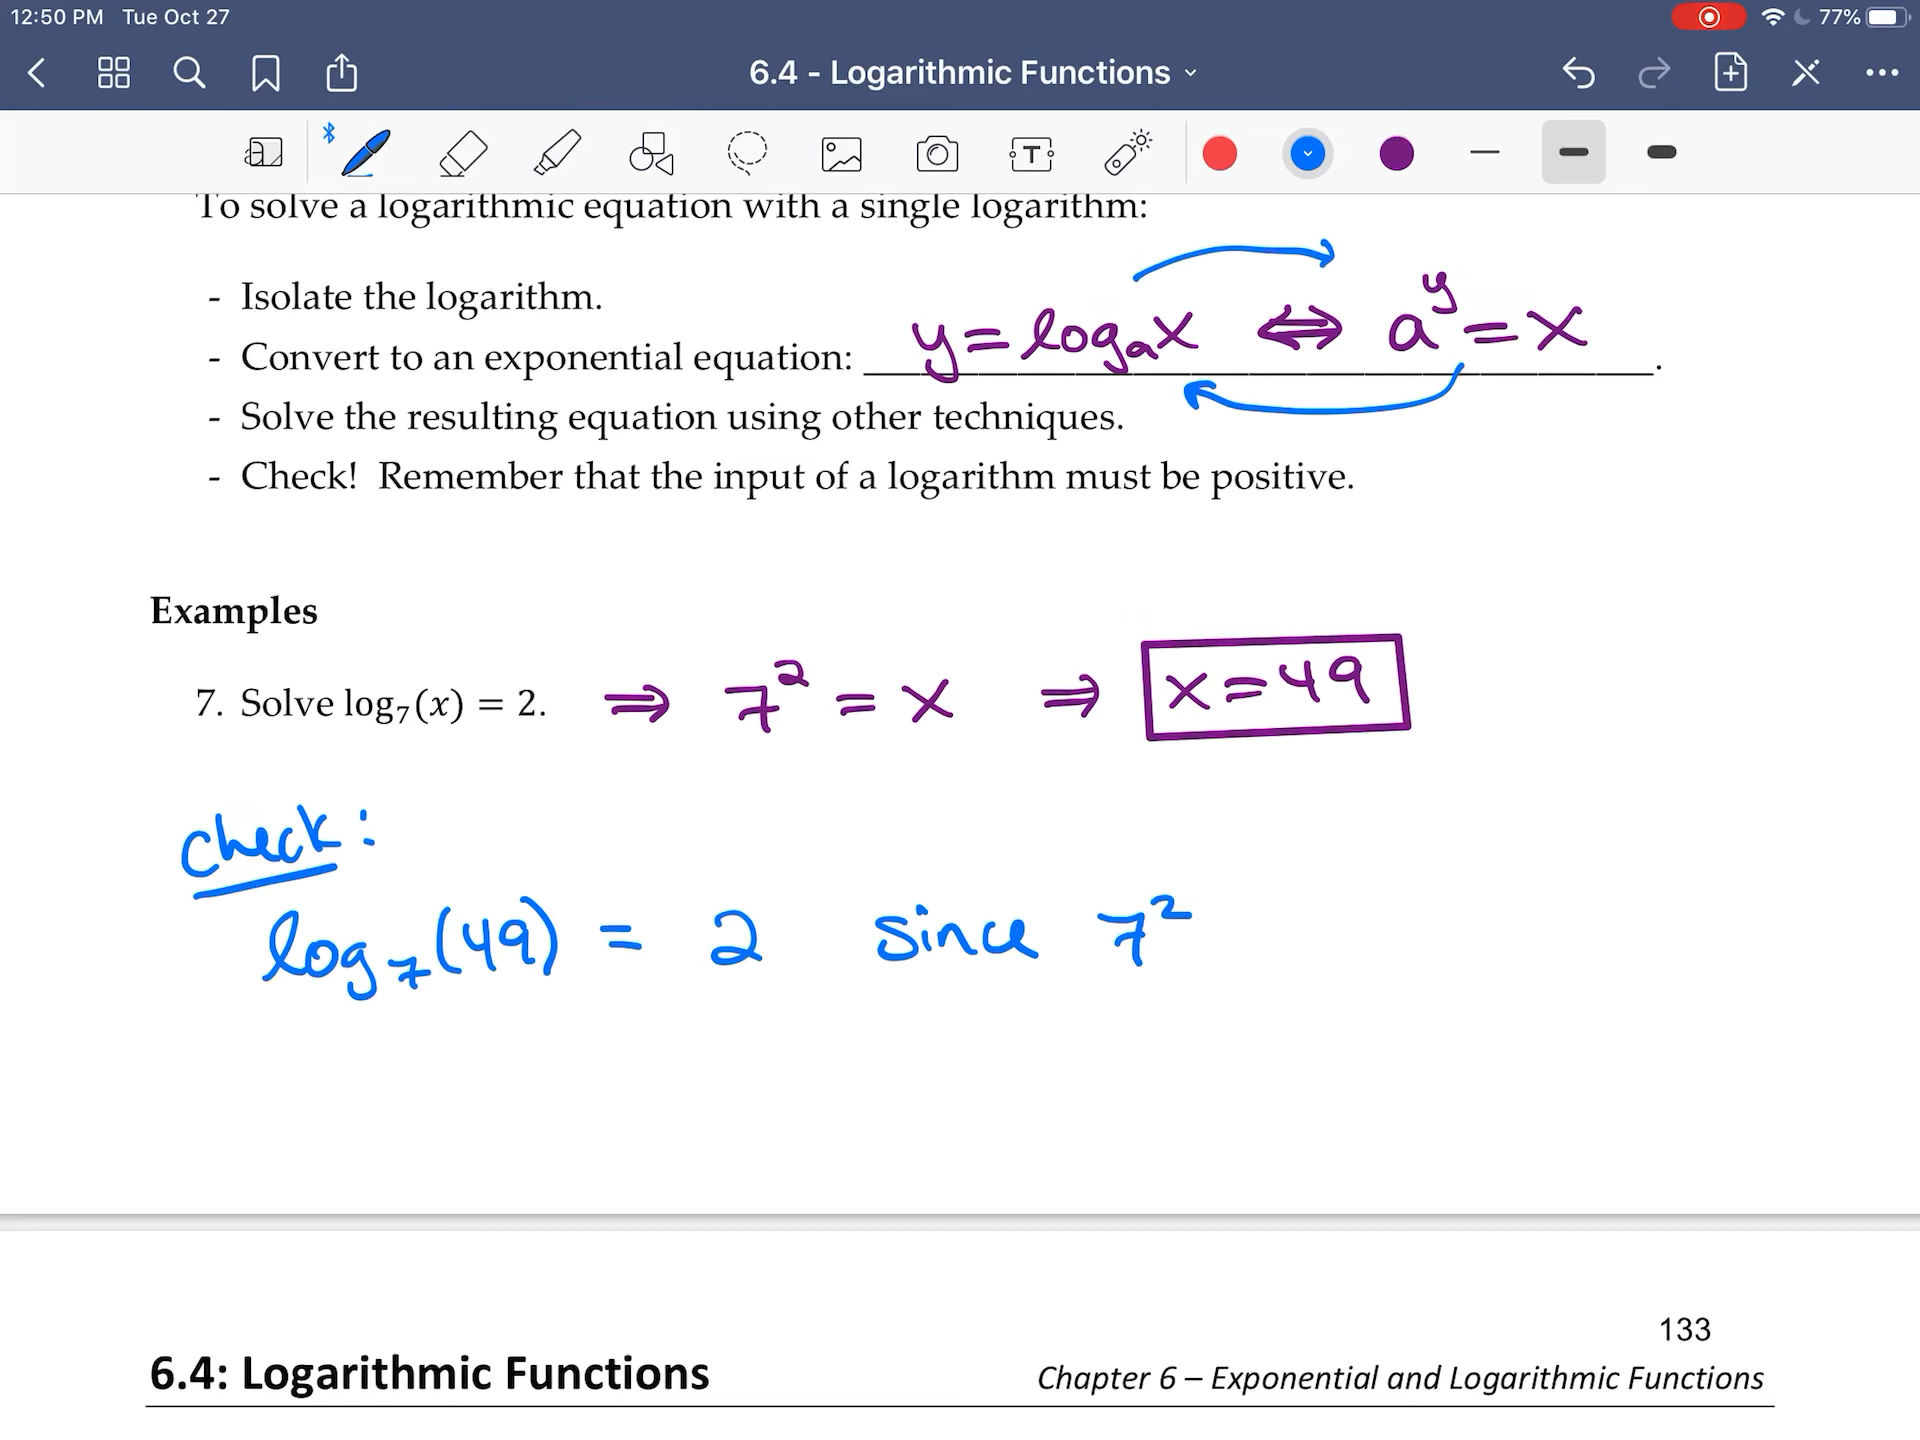 12:50 PM Tue Oct 27 77%
6.4 - Logarithmic Functions
To solve a logarithmic equation with a single logarithm:
- Isolate the logarithm.
- Convert to an exponential equation: y = logₐx ⇔ a^y = x.
- Solve the resulting equation using other techniques.
- Check! Remember that the input of a logarithm must be positive.
Examples
7. Solve log₇(x) = 2. ⇒ 7² = x ⇒ x = 49
check:
log₇(49) = 2 since 7²
133
6.4: Logarithmic Functions Chapter 6 – Exponential and Logarithmic Functions